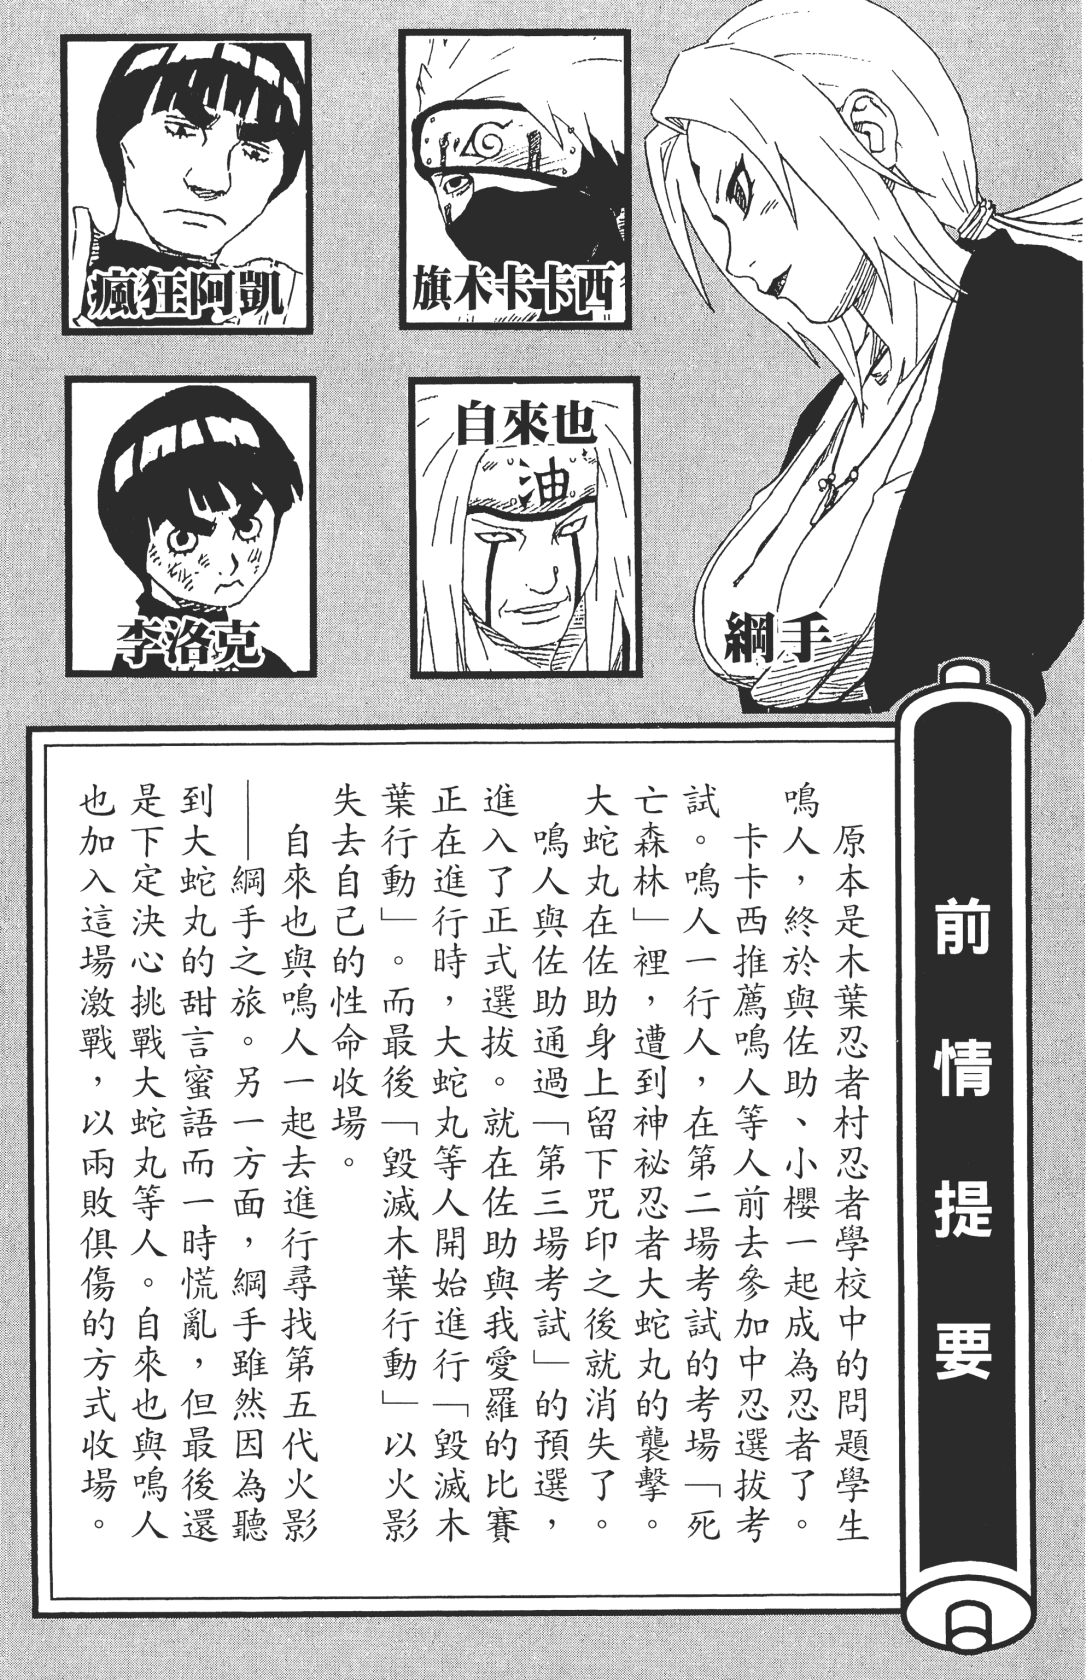 旗木卡卡西
瘋狂阿凱
自來也
油
李洛克
綱手
前情提要
原本是木葉忍者村忍者學校中的問題學生
鳴人，終於與佐助、小櫻一起成為忍者了。
卡卡西推薦鳴人等人前去參加中忍選拔考
試。鳴人一行人，在第二場考試的考場「死
亡森林」裡，遭到神祕忍者大蛇丸的襲擊。
大蛇丸在佐助身上留下咒印之後就消失了。
鳴人與佐助通過「第三場考試」的預選，
進入了正式選拔。就在佐助與我愛羅的比賽
正在進行時，大蛇丸等人開始進行「毀滅木
葉行動」。而最後「毀滅木葉行動」以火影
失去自己的性命收場。
自來也與鳴人一起去進行尋找第五代火影
──綱手之旅。另一方面，綱手雖然因為聽
到大蛇丸的甜言蜜語而一時慌亂，但最後還
是下定決心挑戰大蛇丸等人。自來也與鳴人
也加入這場激戰，以兩敗俱傷的方式收場。